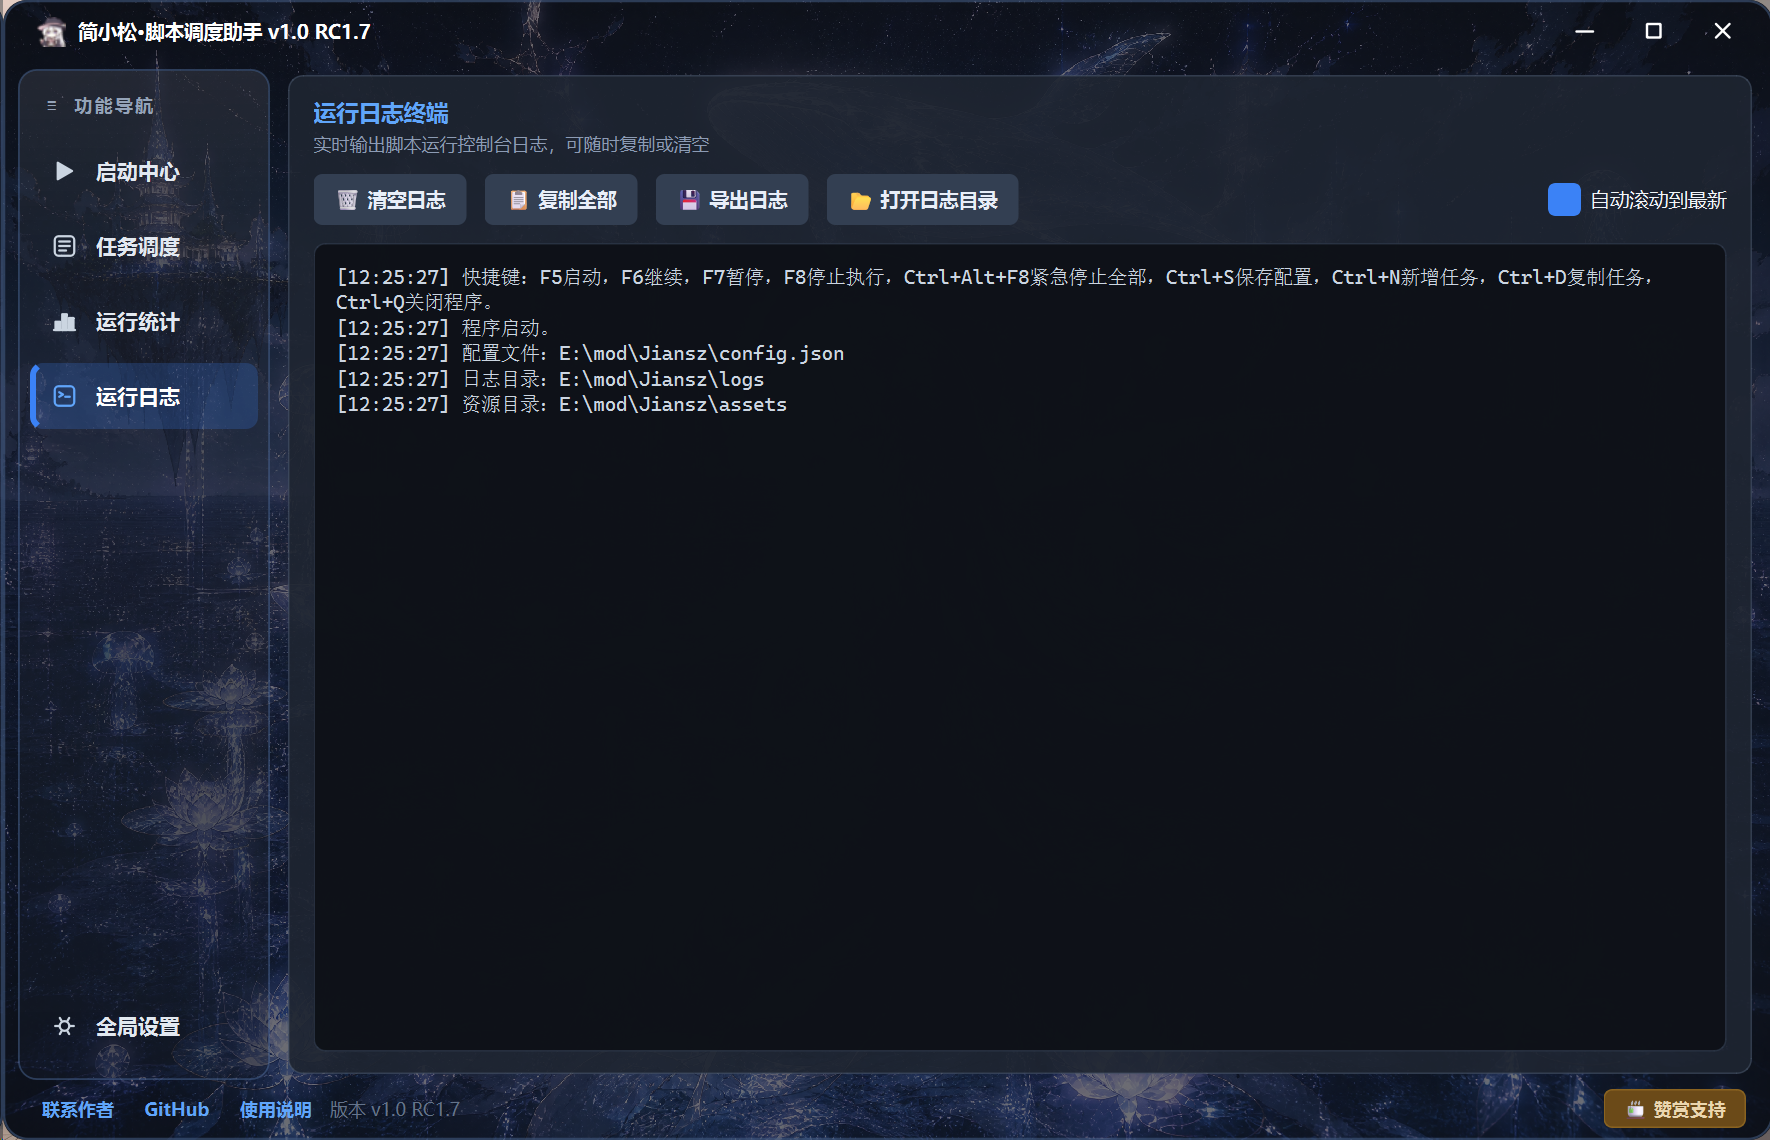 简小松·脚本调度助手 v1.0 RC1.7
功能导航
启动中心
任务调度
运行统计
运行日志
全局设置
运行日志终端
实时输出脚本运行控制台日志，可随时复制或清空
清空日志
复制全部
导出日志
打开日志目录
自动滚动到最新
[12:25:27] 快捷键：F5启动，F6继续，F7暂停，F8停止执行，Ctrl+Alt+F8紧急停止全部，Ctrl+S保存配置，Ctrl+N新增任务，Ctrl+D复制任务，
Ctrl+Q关闭程序。
[12:25:27] 程序启动。
[12:25:27] 配置文件：E:\mod\Jiansz\config.json
[12:25:27] 日志目录：E:\mod\Jiansz\logs
[12:25:27] 资源目录：E:\mod\Jiansz\assets
联系作者
GitHub
使用说明
版本 v1.0 RC1.7
赞赏支持